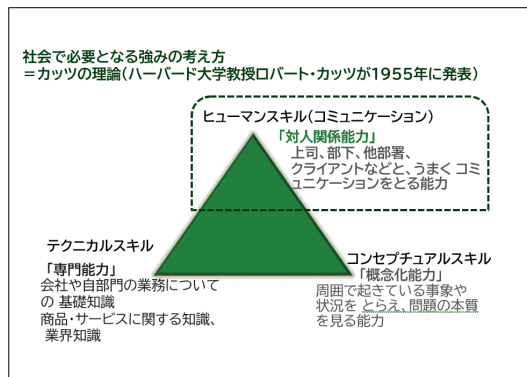 社会で必要となる強みの考え方
＝カッツの理論(ハーバード大学教授ロバート・カッツが1955年に発表)
ヒューマンスキル(コミュニケーション)
「対人関係能力」
上司、部下、他部署、
クライアントなどと、うまく コミ
ュニケーションをとる能力
テクニカルスキル
「専門能力」
会社や自部門の業務について
の 基礎知識
商品・サービスに関する知識、
業界知識
コンセプチュアルスキル
「概念化能力」
周囲で起きている事象や
状況を とらえ、問題の本質
を見る能力